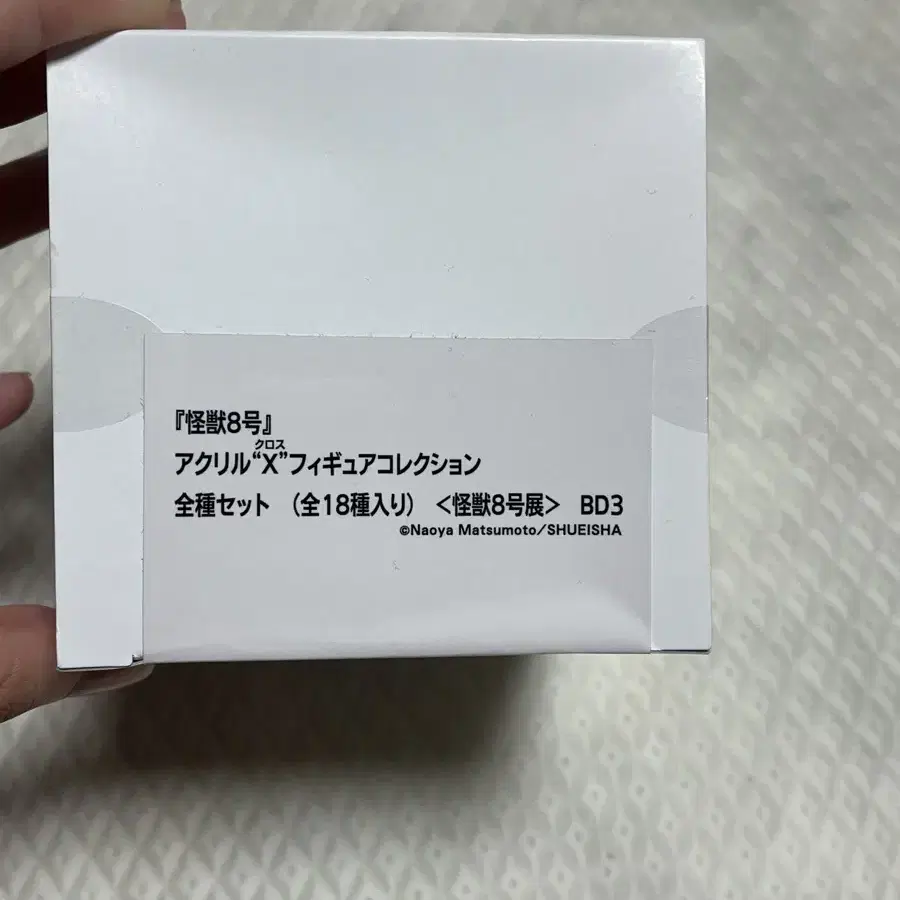 『怪獣8号』
クロス
アクリル“X”フィギュアコレクション
全種セット (全18種入り) <怪獣8号展> BD3
©Naoya Matsumoto/SHUEISHA